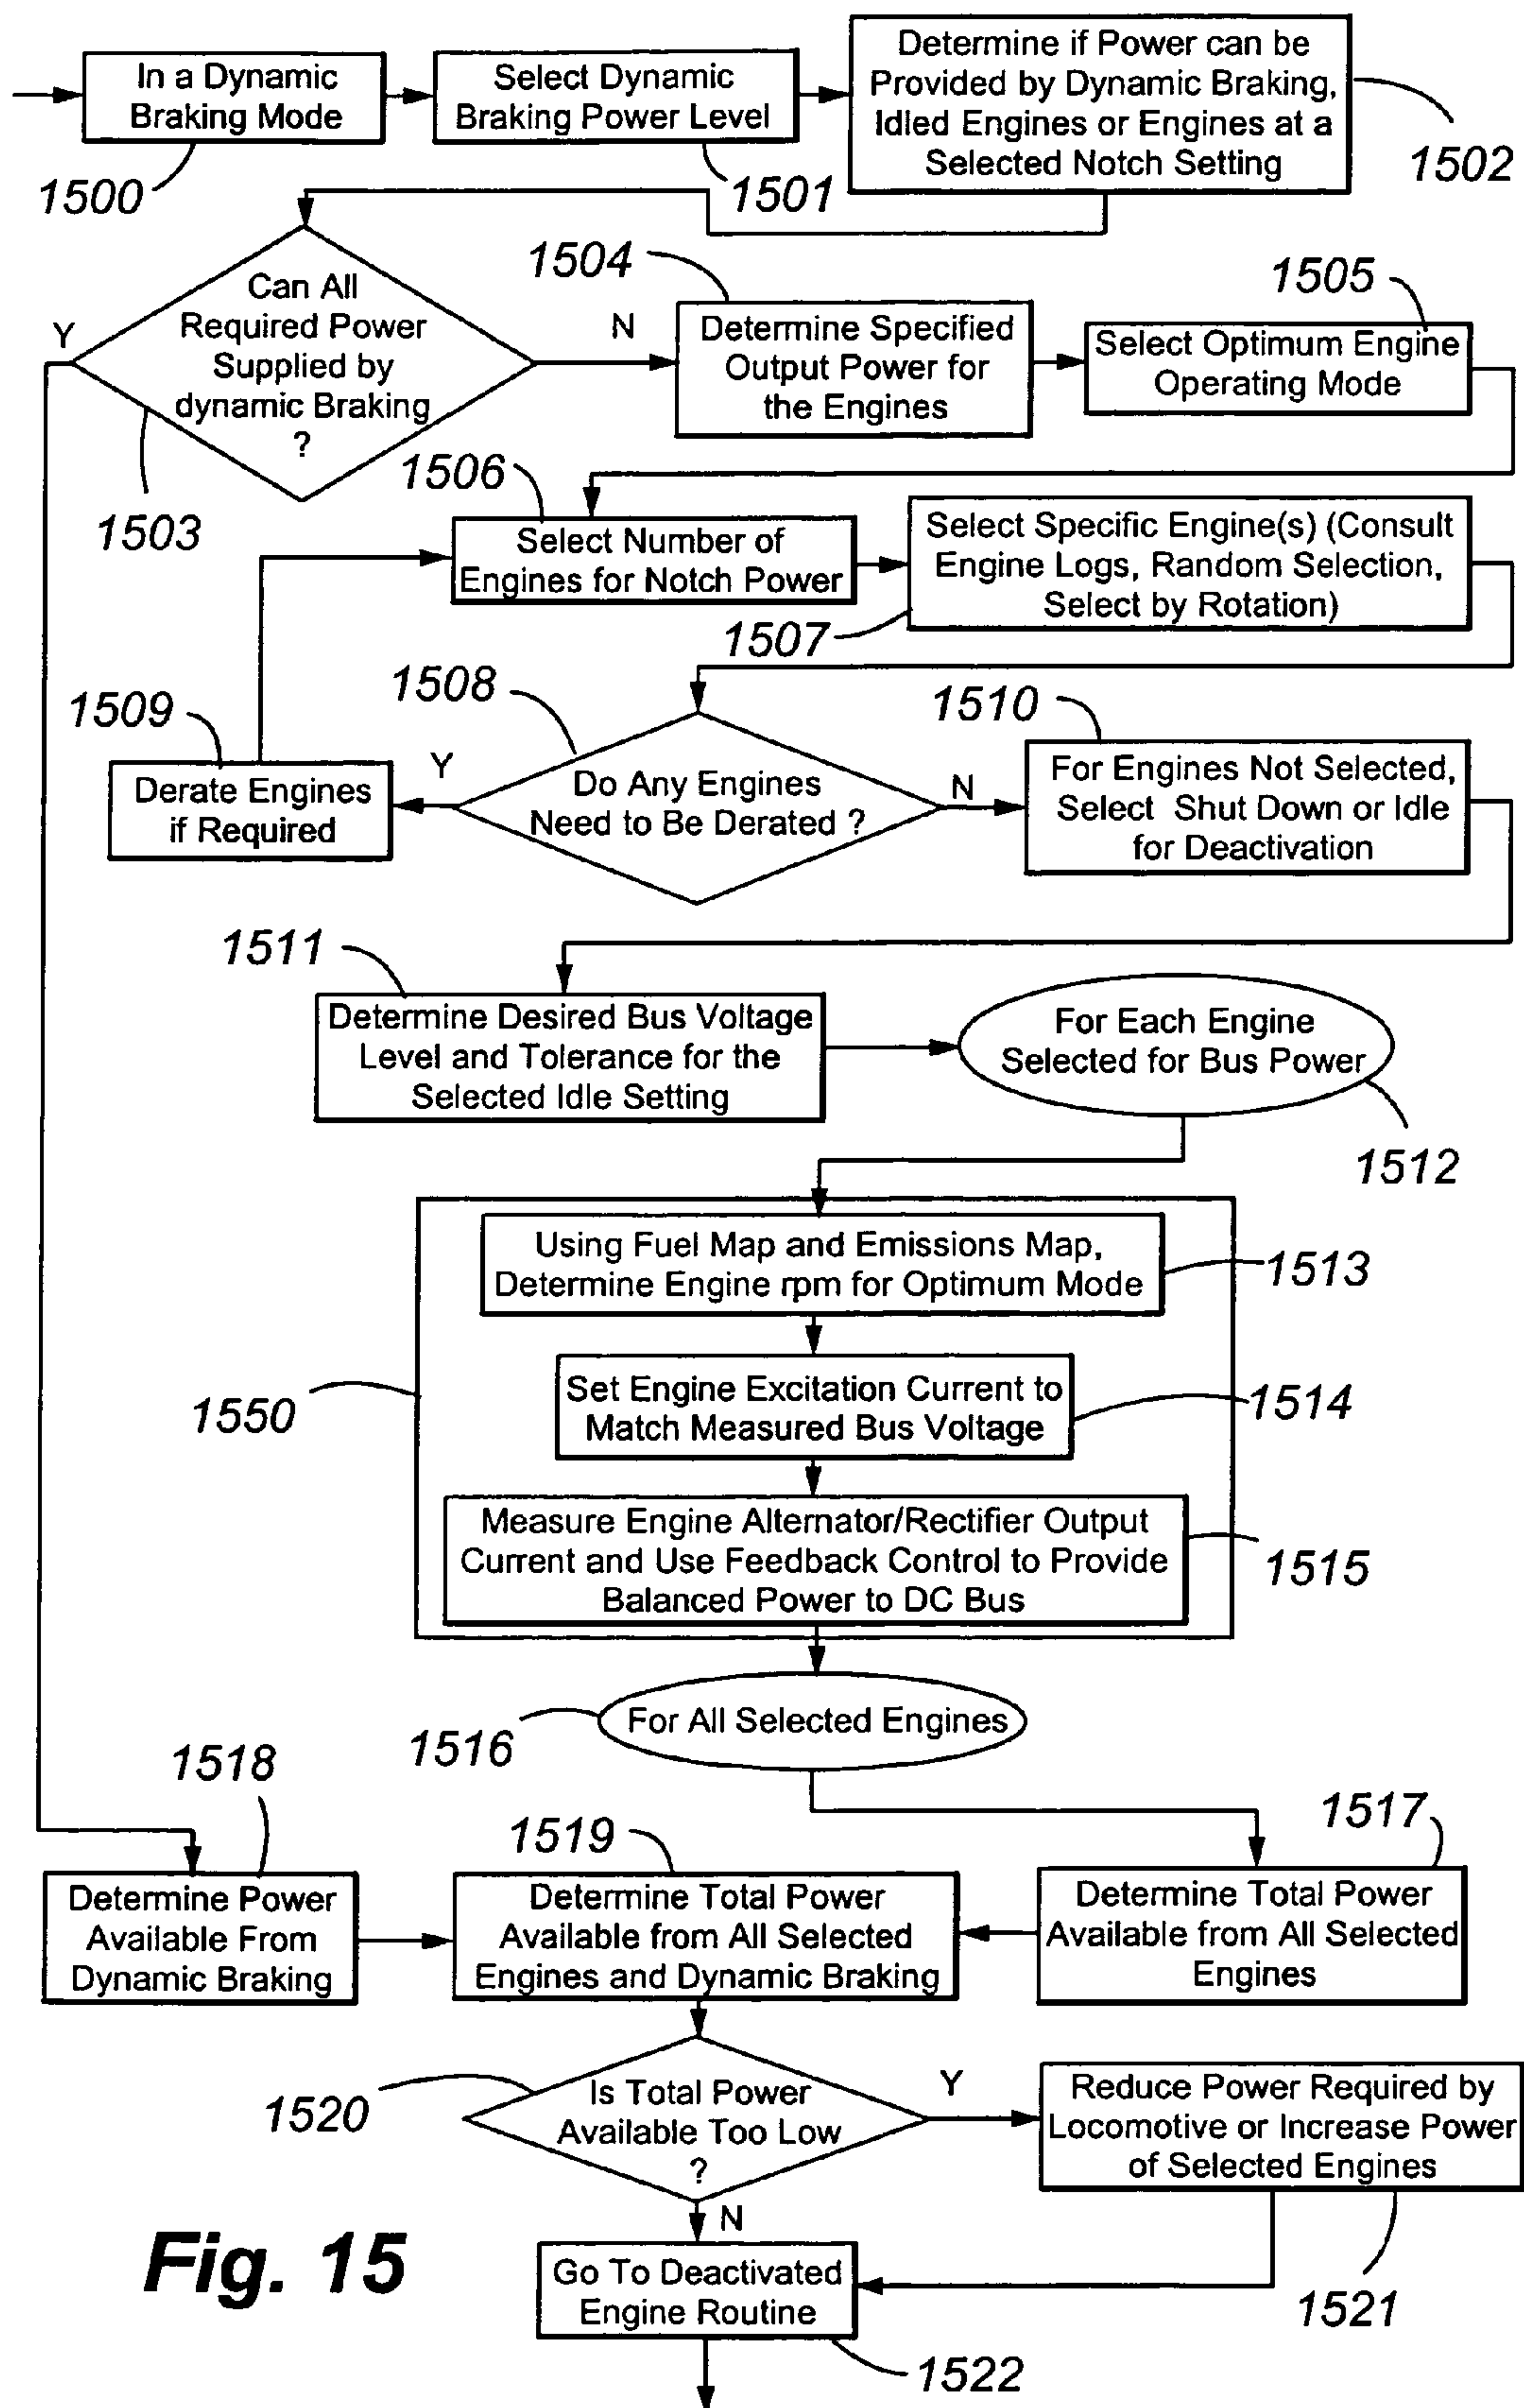 In a Dynamic
Braking Mode
1500
Select Dynamic
Braking Power Level
1501
Determine if Power can be
Provided by Dynamic Braking,
Idled Engines or Engines at a
Selected Notch Setting
1502
Can All
Required Power
Supplied by
dynamic Braking
?
Y
N
1503
1504
Determine Specified
Output Power for
the Engines
1505
Select Optimum Engine
Operating Mode
1506
Select Number of
Engines for Notch Power
Select Specific Engine(s) (Consult
Engine Logs, Random Selection,
Select by Rotation)
1507
1508
Do Any Engines
Need to Be Derated ?
Y
N
1509
Derate Engines
if Required
1510
For Engines Not Selected,
Select Shut Down or Idle
for Deactivation
1511
Determine Desired Bus Voltage
Level and Tolerance for the
Selected Idle Setting
For Each Engine
Selected for Bus Power
1512
Using Fuel Map and Emissions Map,
Determine Engine rpm for Optimum Mode
1513
Set Engine Excitation Current to
Match Measured Bus Voltage
1514
1550
Measure Engine Alternator/Rectifier Output
Current and Use Feedback Control to Provide
Balanced Power to DC Bus
1515
For All Selected Engines
1516
1518
Determine Power
Available From
Dynamic Braking
1519
Determine Total Power
Available from All Selected
Engines and Dynamic Braking
1517
Determine Total Power
Available from All Selected
Engines
Is Total Power
Available Too Low
?
1520
Y
N
Reduce Power Required by
Locomotive or Increase Power
of Selected Engines
1521
Go To Deactivated
Engine Routine
1522
Fig. 15